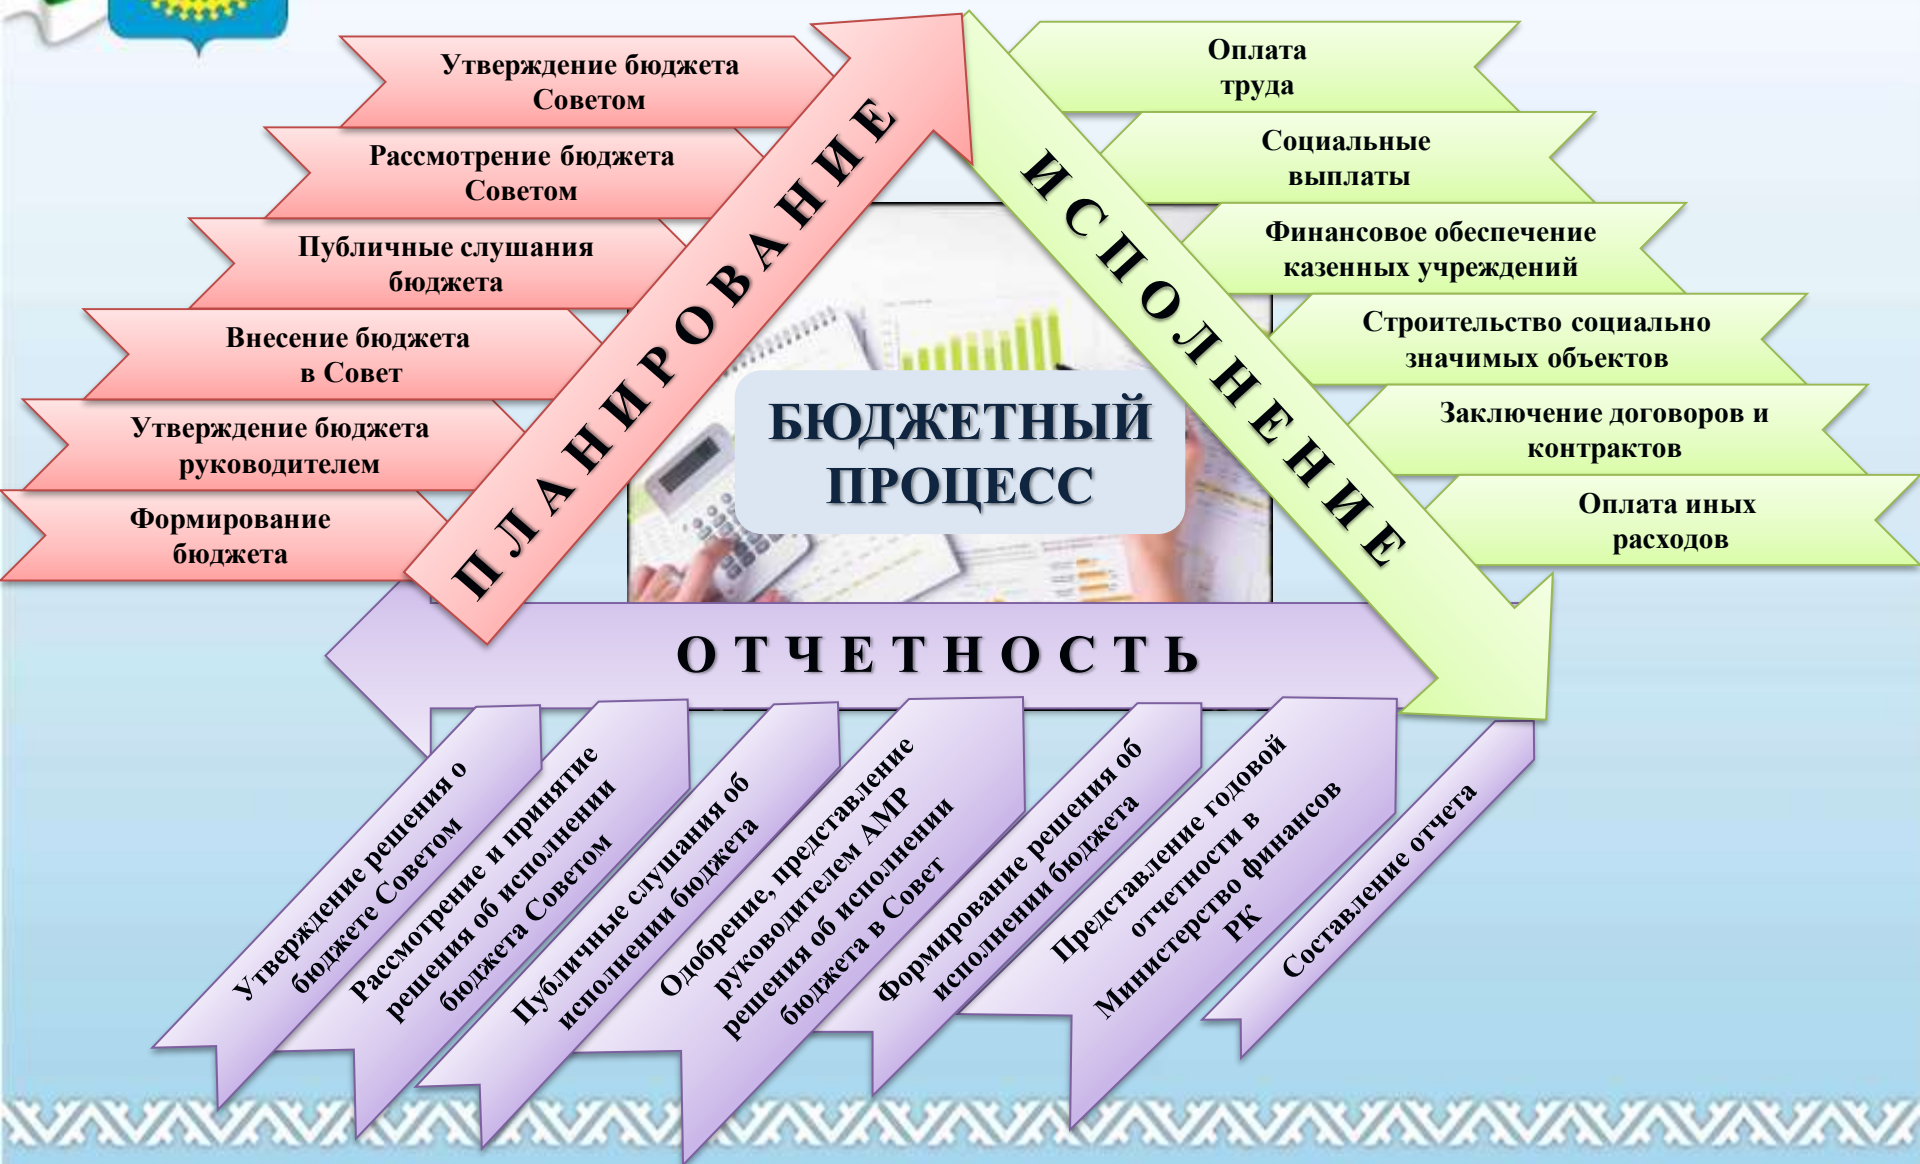 Утверждение бюджета
Советом
Рассмотрение бюджета
Советом
Публичные слушания
бюджета
Внесение бюджета
в Совет
Утверждение бюджета
руководителем
Формирование
бюджета
ПЛАНИРОВАНИЕ
БЮДЖЕТНЫЙ
ПРОЦЕСС
ИСПОЛНЕНИЕ
Оплата
труда
Социальные
выплаты
Финансовое обеспечение
казенных учреждений
Строительство социально
значимых объектов
Заключение договоров и
контрактов
Оплата иных
расходов
ОТЧЕТНОСТЬ
Утверждение решения о
бюджете Советом
Рассмотрение и принятие
решения об исполнении
бюджета Советом
Публичные слушания об
исполнении бюджета
Одобрение, представление
руководителем АМР
решения об исполнении
бюджета в Совет
Формирование решения об
исполнении бюджета
Представление годовой
отчетности в
Министерство финансов
РК
Составление отчета